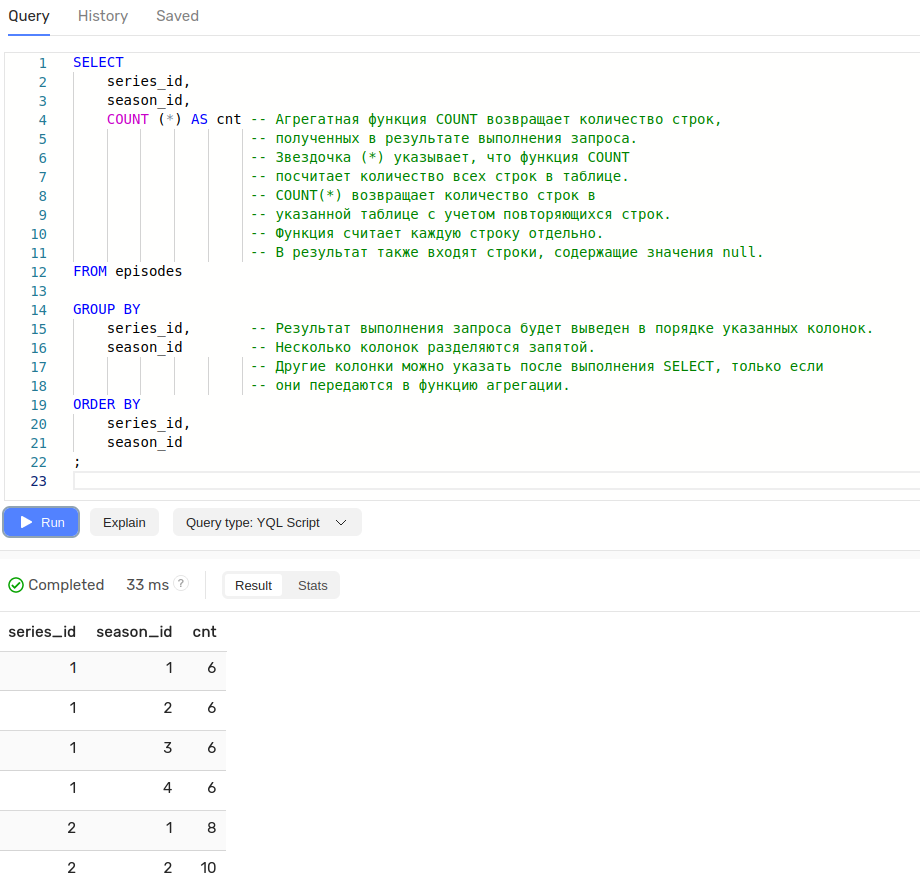 Query History Saved
1 SELECT
2 series_id,
3 season_id,
4 COUNT (*) AS cnt -- Агрегатная функция COUNT возвращает количество строк,
5 -- полученных в результате выполнения запроса.
6 -- Звездочка (*) указывает, что функция COUNT
7 -- посчитает количество всех строк в таблице.
8 -- COUNT(*) возвращает количество строк в
9 -- указанной таблице с учетом повторяющихся строк.
10 -- Функция считает каждую строку отдельно.
11 -- В результат также входят строки, содержащие значения null.
12 FROM episodes
13
14 GROUP BY
15 series_id, -- Результат выполнения запроса будет выведен в порядке указанных колонок.
16 season_id -- Несколько колонок разделяются запятой.
17 -- Другие колонки можно указать после выполнения SELECT, только если
18 -- они передаются в функцию агрегации.
19 ORDER BY
20 series_id,
21 season_id
22 ;
23
Run Explain Query type: YQL Script
Completed 33 ms ? Result Stats
series_id season_id cnt
1 1 6
1 2 6
1 3 6
1 4 6
2 1 8
2 2 10